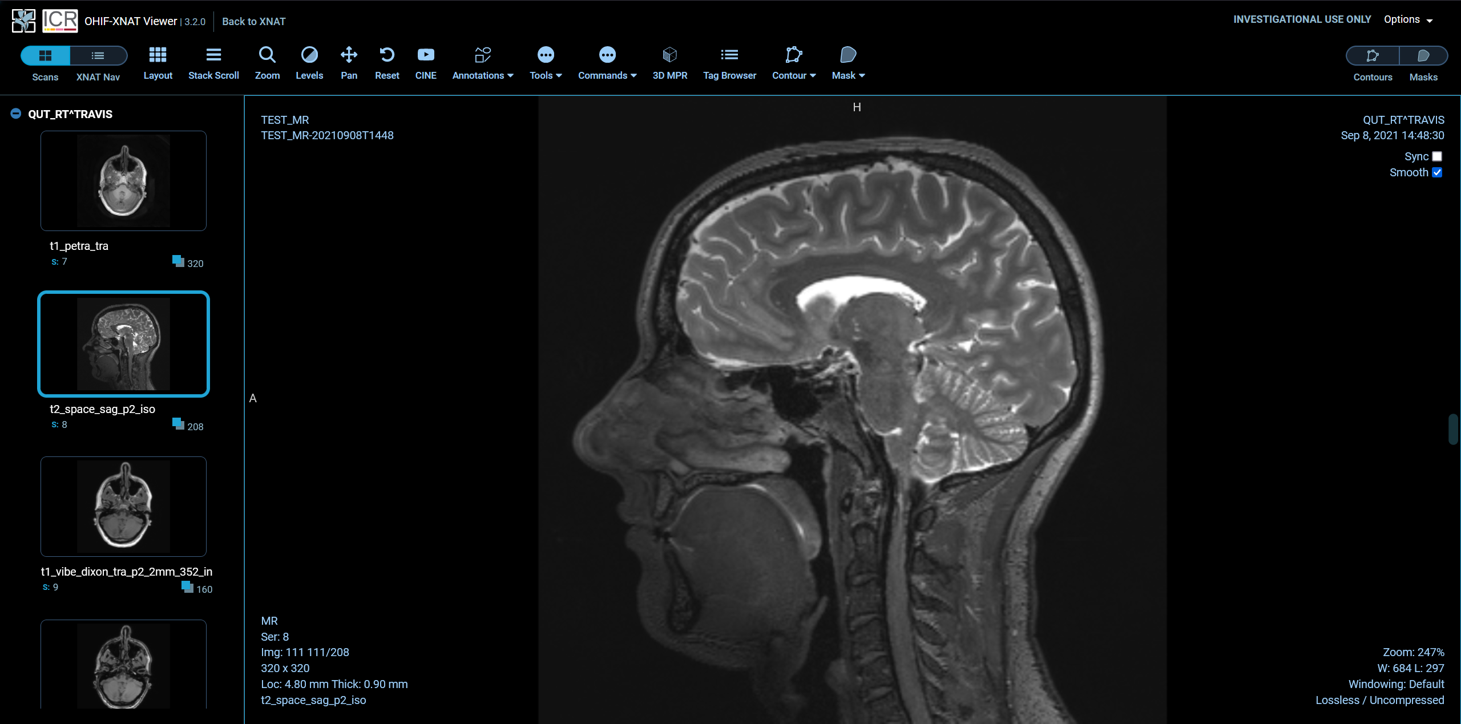 ICR OHIF-XNAT Viewer | 3.2.0 Back to XNAT
INVESTIGATIONAL USE ONLY Options
Scans XNAT Nav Layout Stack Scroll Zoom Levels Pan Reset CINE Annotations Tools Commands 3D MPR Tag Browser Contour Mask Contours Masks
QUT_RT^TRAVIS
t1_petra_tra
S: 7 320
t2_space_sag_p2_iso
S: 8 208
t1_vibe_dixon_tra_p2_2mm_352_in
S: 9 160
TEST_MR
TEST_MR-20210908T1448
H
A
QUT_RT^TRAVIS
Sep 8, 2021 14:48:30
Sync
Smooth
MR
Ser: 8
Img: 111 111/208
320 x 320
Loc: 4.80 mm Thick: 0.90 mm
t2_space_sag_p2_iso
Zoom: 247%
W: 684 L: 297
Windowing: Default
Lossless / Uncompressed